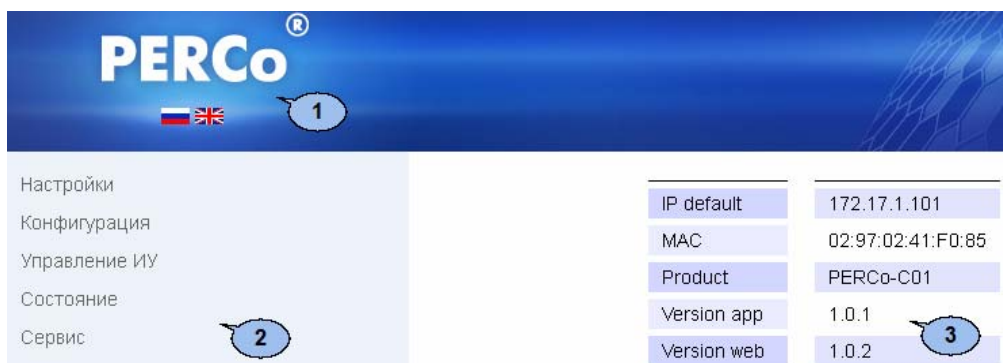 PERCo®
1
Настройки
Конфигурация
Управление ИУ
Состояние
Сервис
2
IP default 172.17.1.101
MAC 02:97:02:41:F0:85
Product PERCo-C01
Version app 1.0.1
Version web 1.0.2
3